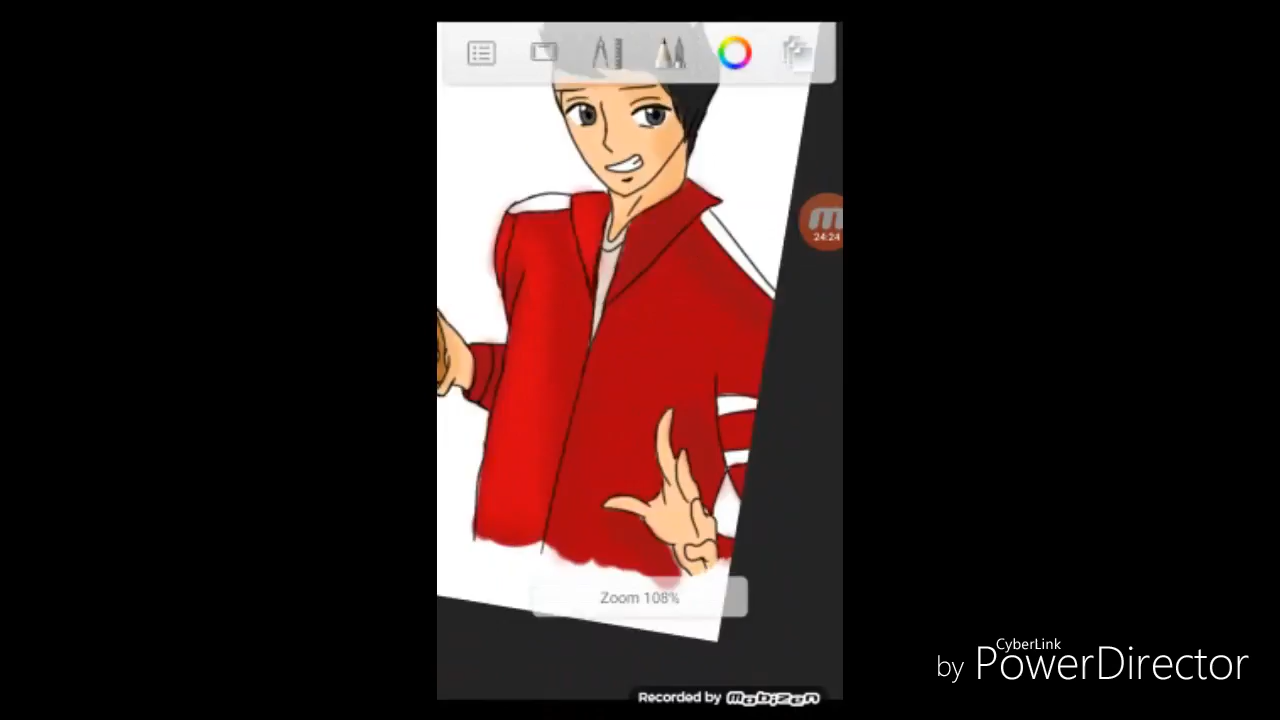 24:24
Zoom 108%
CyberLink
by PowerDirector
Recorded by Mobizen